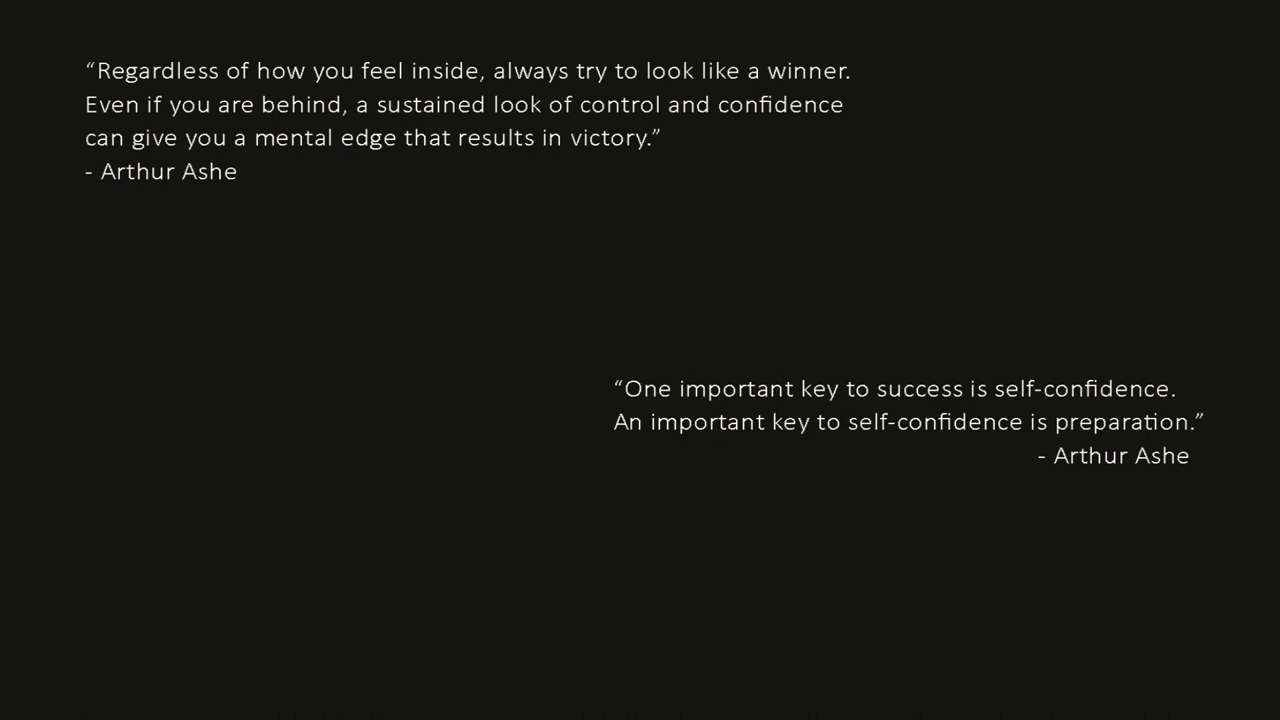 “Regardless of how you feel inside, always try to look like a winner.
Even if you are behind, a sustained look of control and confidence
can give you a mental edge that results in victory.”
- Arthur Ashe
“One important key to success is self-confidence.
An important key to self-confidence is preparation.”
- Arthur Ashe